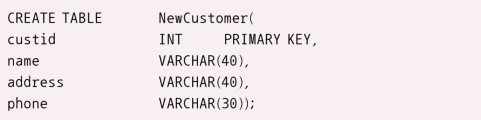 CREATE TABLE NewCustomer(
custid INT PRIMARY KEY,
name VARCHAR(40),
address VARCHAR(40),
phone VARCHAR(30));